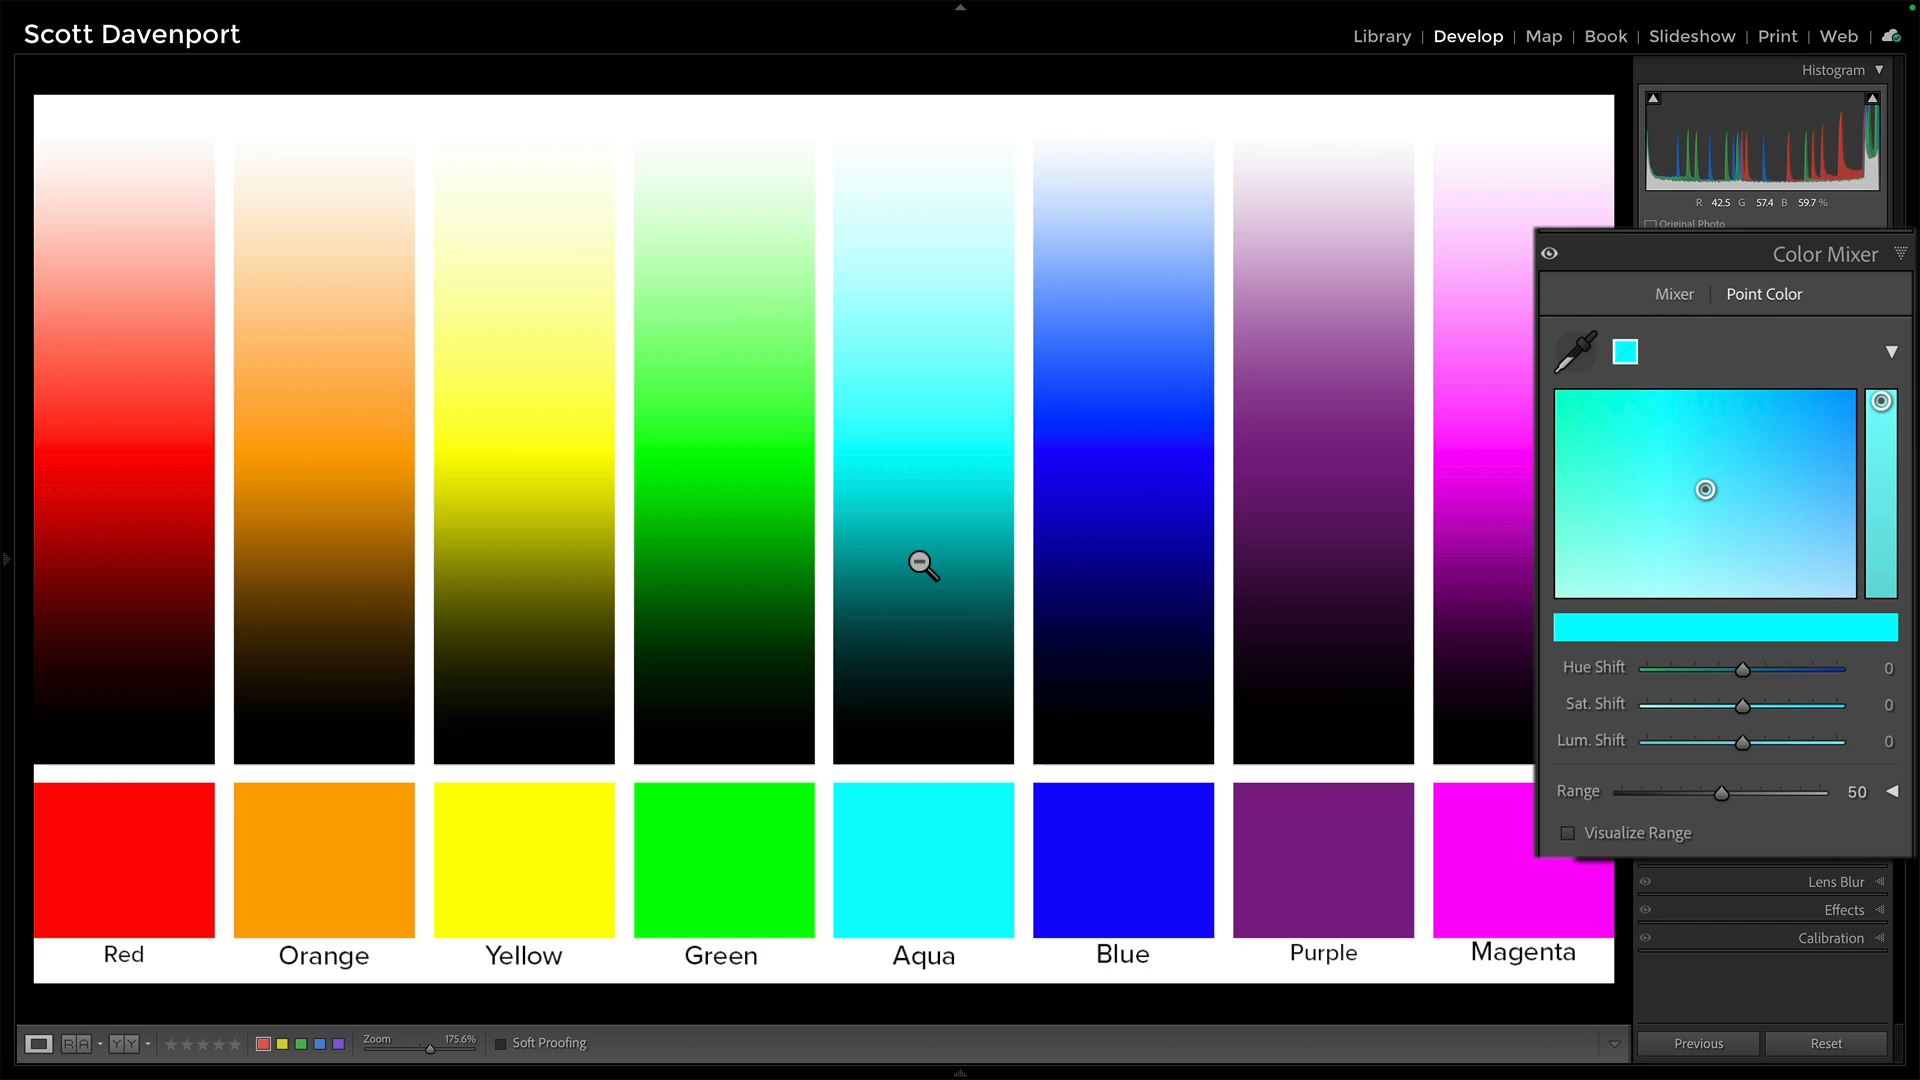 Scott Davenport
Library | Develop | Map | Book | Slideshow | Print | Web |
Histogram
R 42.5 G 57.4 B 59.7 %
Original Photo
Color Mixer
Mixer | Point Color
Hue Shift 0
Sat. Shift 0
Lum. Shift 0
Range 50
Visualize Range
Lens Blur
Effects
Calibration
Red Orange Yellow Green Aqua Blue Purple Magenta
R A Y Y Zoom 175.6% Soft Proofing
Previous Reset